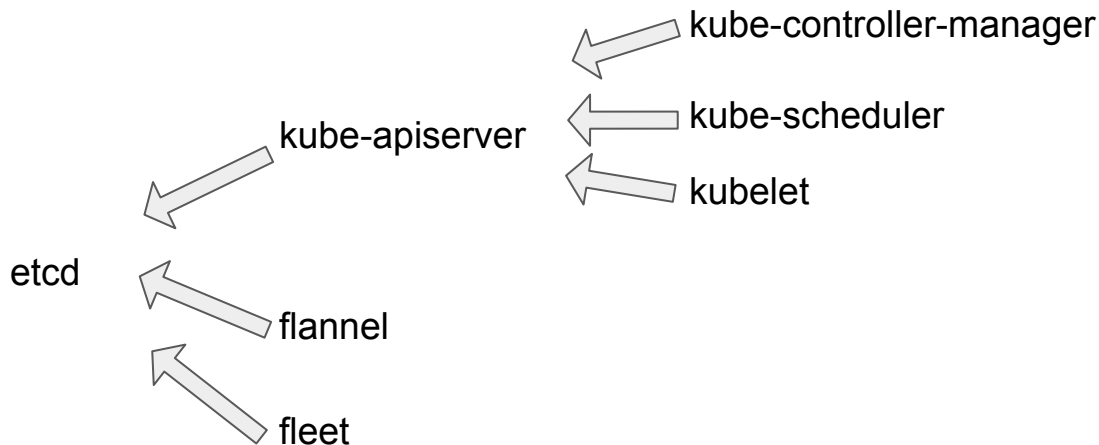 kube-controller-manager
kube-scheduler
kube-apiserver
kubelet
etcd
flannel
fleet